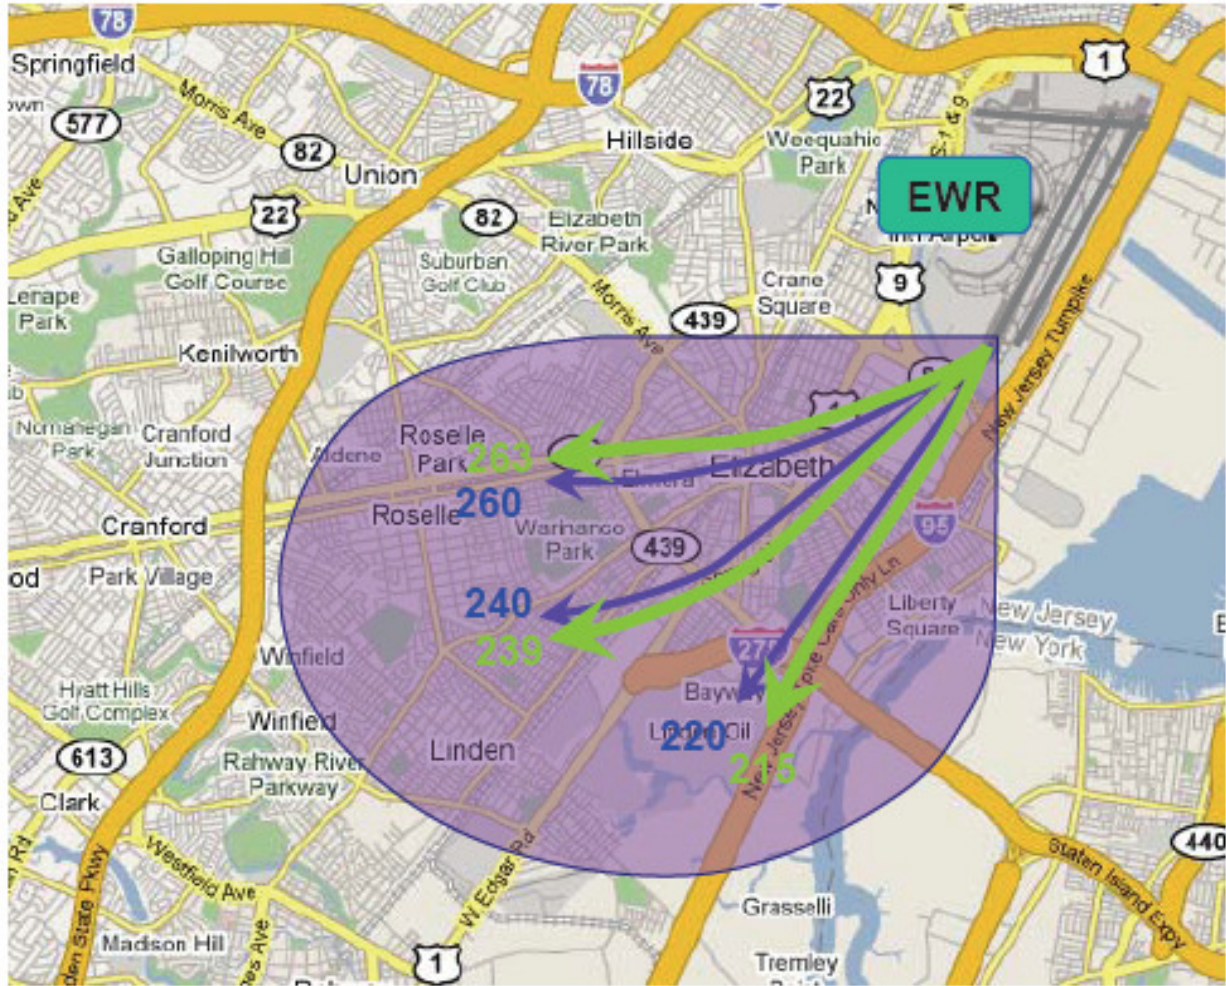 78
1
Springfield
78
22
577
Morris Ave
Hillside
Weequahic
Park
82
Union
EWR
22
82
Elizabeth
River Park
Galloping Hill
Golf Course
Suburban
Golf Club
Crane
Square
9
Lenape
Park
Morris Ave
439
New Jersey Turnpike
Kenilworth
Nomahegan
Park
Cranford
Junction
Roselle
Park
263
Aldene
Elmora
Elizabeth
260
Roselle
Cranford
Warinanco
Park
439
95
Park Village
240
Liberty
Square
New Jersey
New York
239
Winfield
278
Hyatt Hills
Golf Complex
Bayway
Winfield
220
Linden
215
613
Rahway River
Parkway
Clark
Westfield Ave
W Edgar Rd
Staten Island Expy
440
Grasselli
Madison Hill
1
Tremley